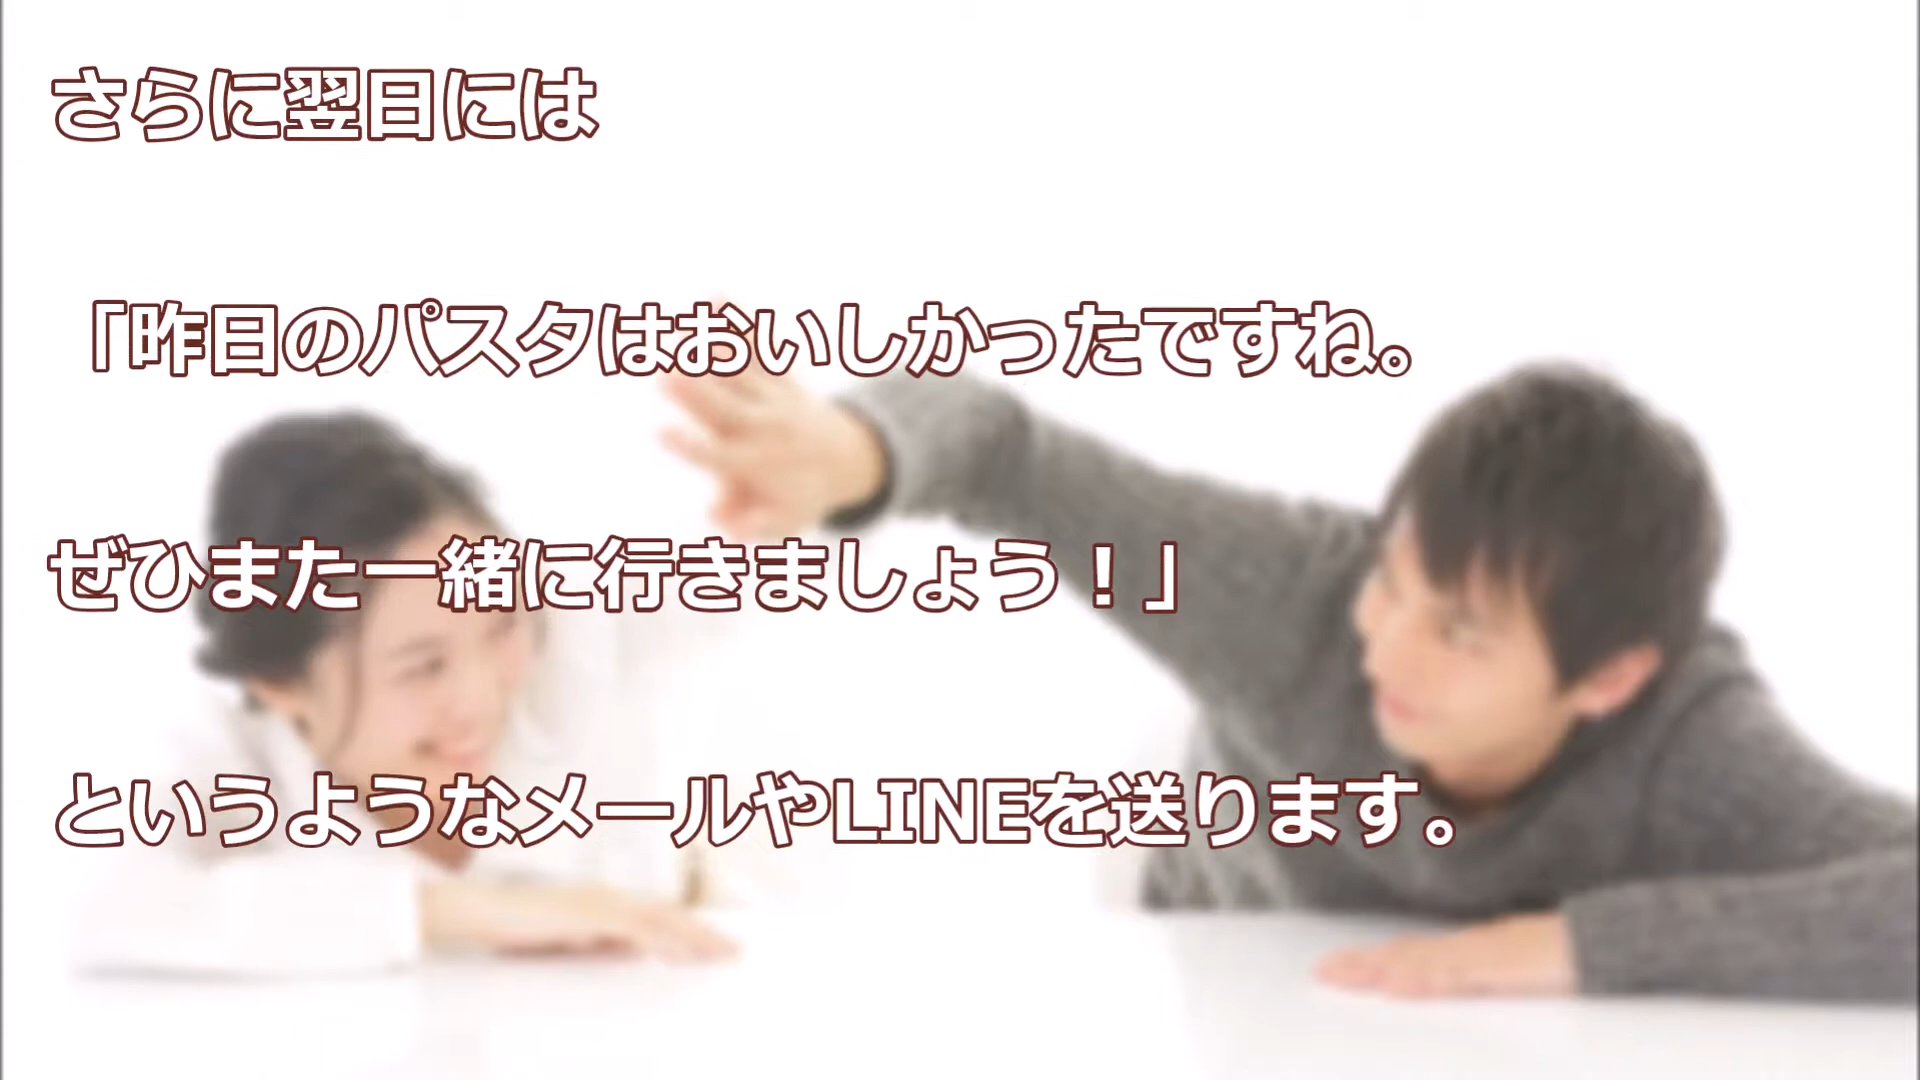 さらに翌日には
「昨日のパスタはおいしかったですね。
ぜひまた一緒に行きましょう！」
というようなメールやLINEを送ります。